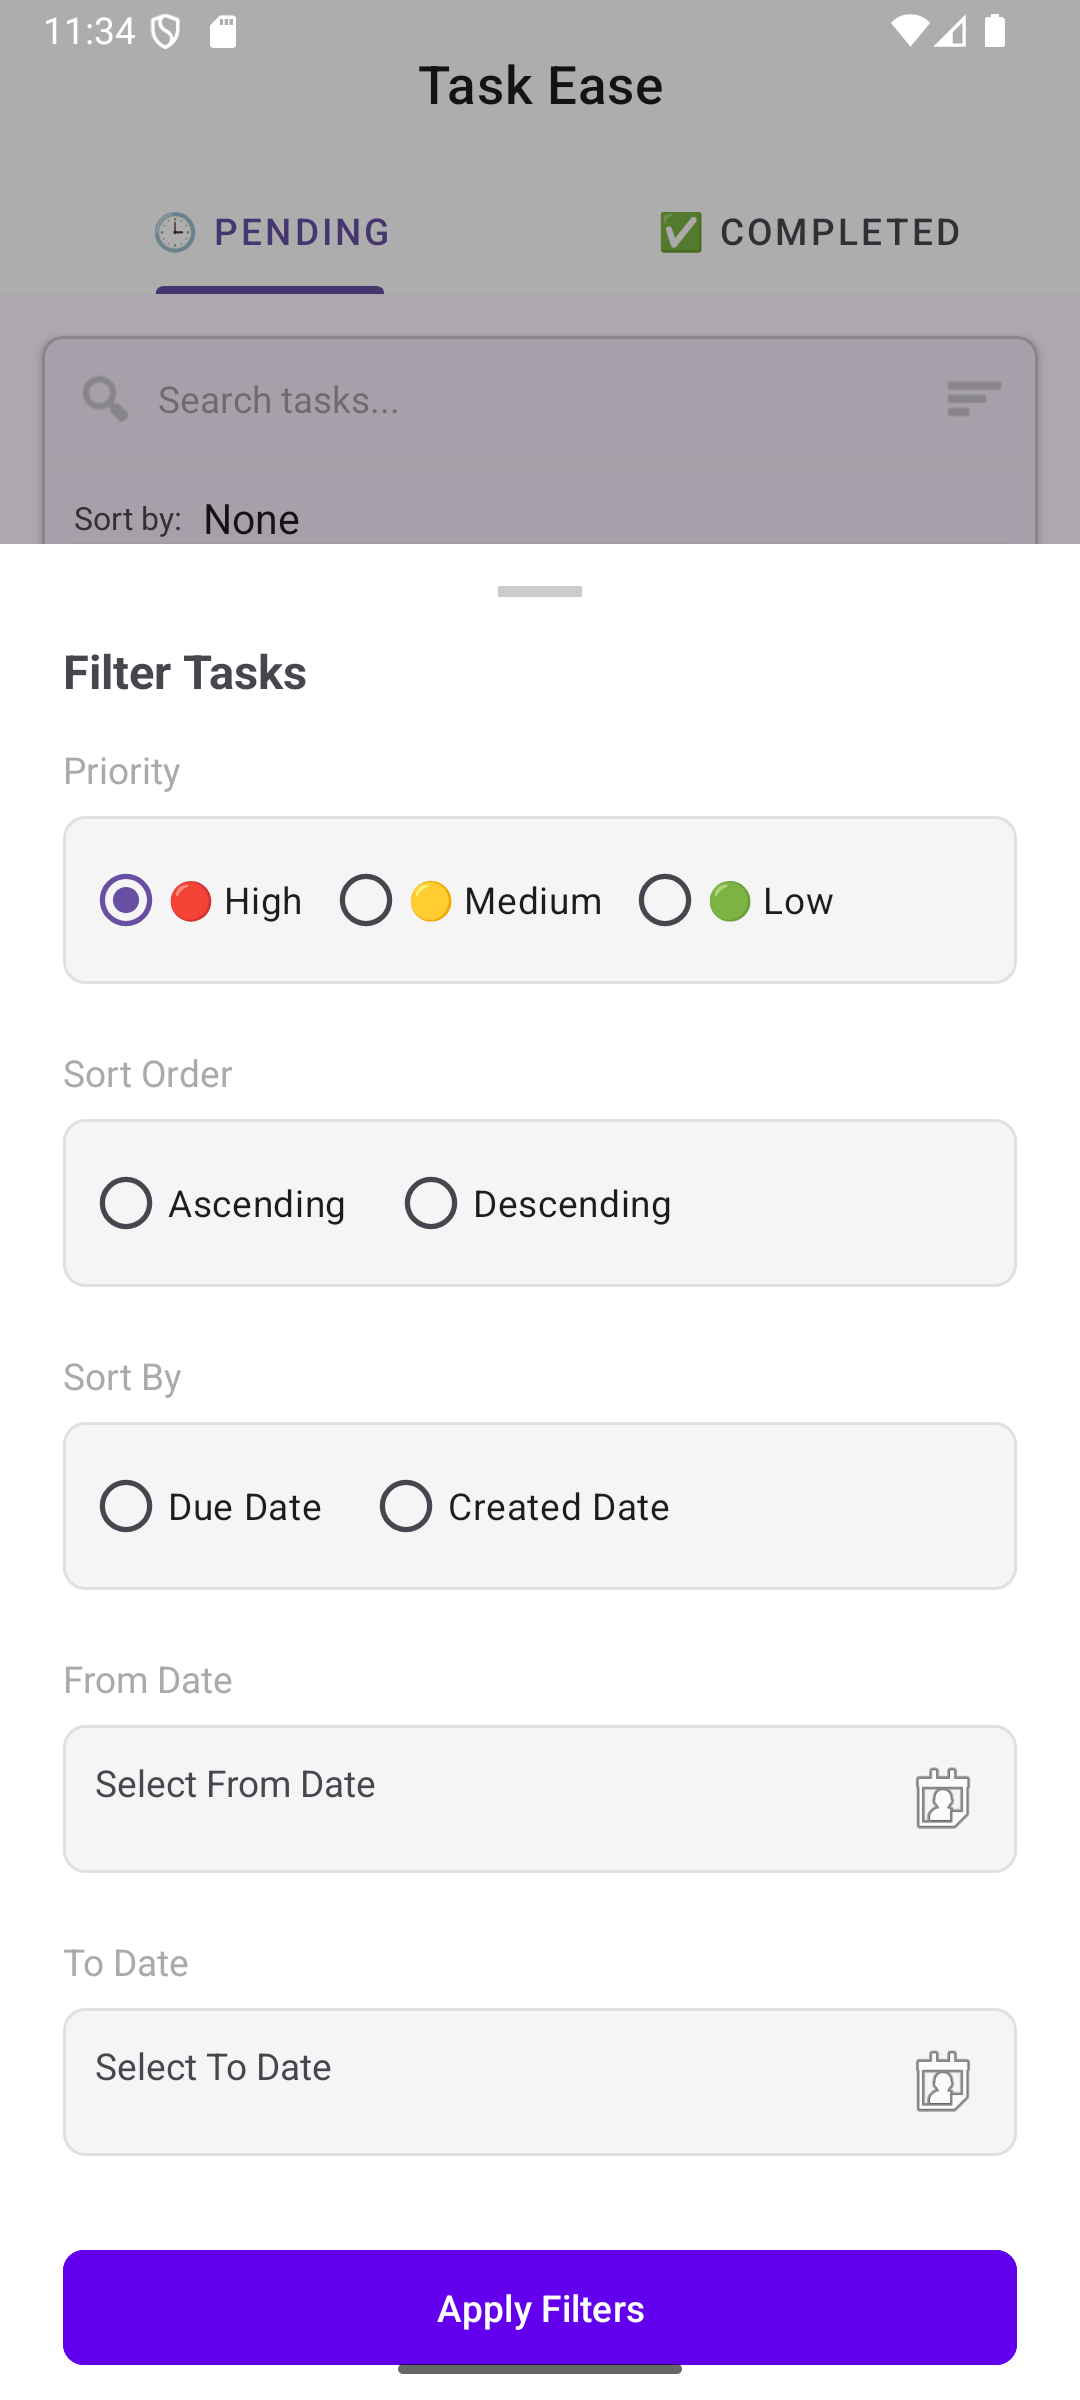 11:34
Task Ease
🕒 PENDING
✅ COMPLETED
Search tasks...
Sort by: None
Filter Tasks
Priority
🔴 High 🟡 Medium 🟢 Low
Sort Order
Ascending Descending
Sort By
Due Date Created Date
From Date
Select From Date
To Date
Select To Date
Apply Filters